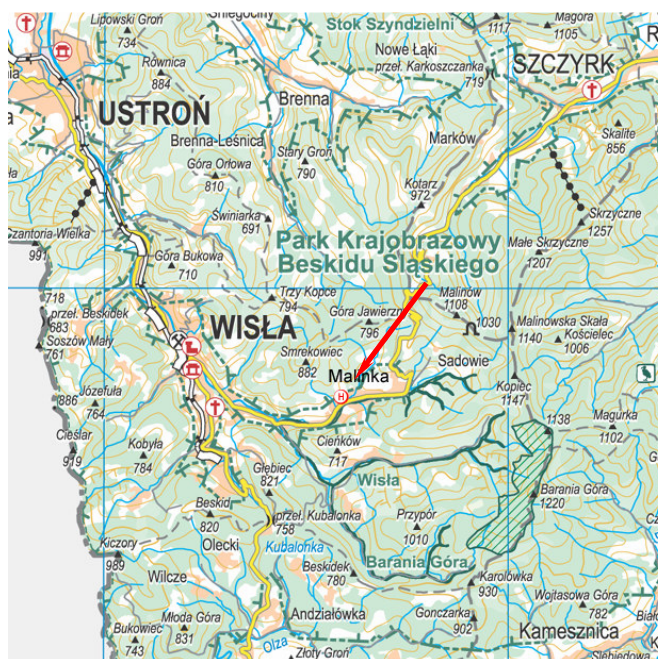 Lipowski Groń
734
Śniegociny
Stok Szyndzielni
1117
Magóra
1105
Nowe Łąki
przeł. Karkoszczanka
719
SZCZYRK
Równica
884
Brenna
USTROŃ
Brenna-Leśnica
Stary Groń
790
Marków
Skalite
856
Góra Orłowa
810
Kotarz
972
Świniarka
691
Skrzyczne
1257
Czantoria Wielka
991
Park Krajobrazowy
Beskidu Śląskiego
Małe Skrzyczne
1207
Góra Bukowa
710
718
przeł. Beskidek
683
Trzy Kopce
794
Malinów
1108
Góra Jawierzn
796
1030
Malinowska Skała
1140
Kościelec
1006
WISŁA
Soszów Mały
761
Smrekowiec
882
Malinka
Sadowie
H
Józefula
764
886
Kopiec
1147
1138
Magurka
1102
Cieślar
919
Kobyła
784
Cieńków
717
Głębiec
821
Wisła
Barania Góra
1220
Beskid
820
przeł. Kubalonka
758
Przypór
1010
Kiczory
989
Olecki
Kubalonka
Barania Góra
Beskidek
780
Karolówka
930
Wilcze
Wojtasowa Góra
782
Młoda Góra
831
Andziałówka
Gonczarka
902
Bukowiec
743
Kamesznica
Olza
Złoty Groń